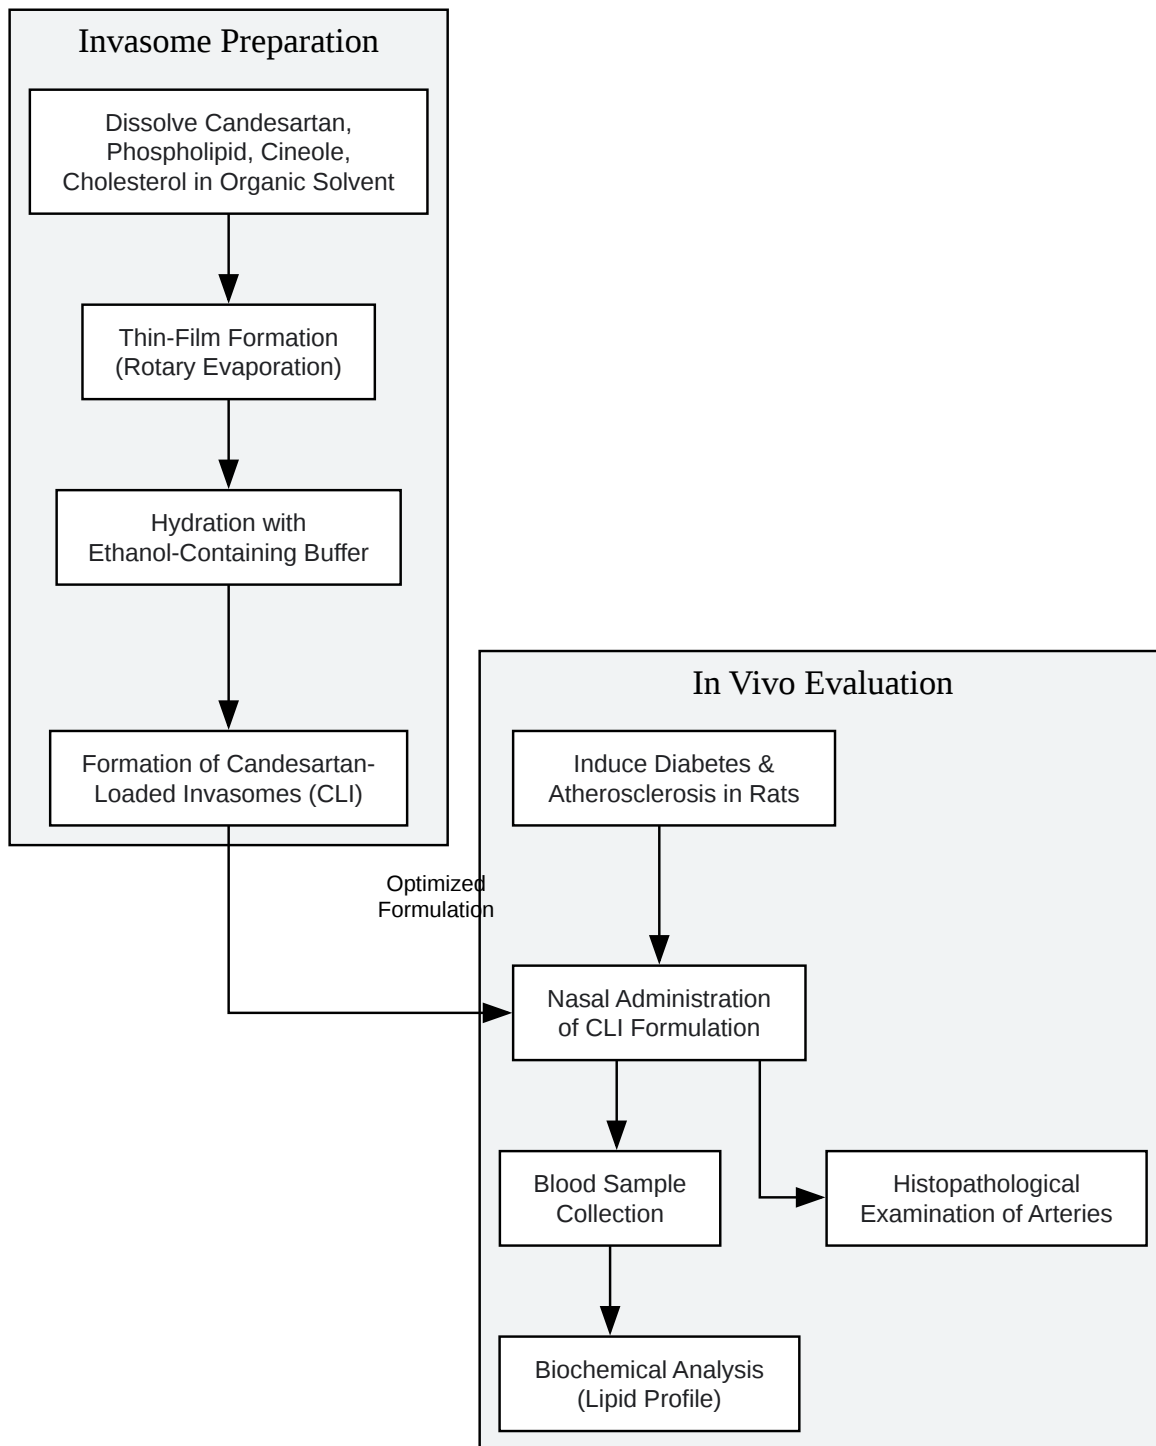 Invasome Preparation
Dissolve Candesartan,
Phospholipid, Cineole,
Cholesterol in Organic Solvent
Thin-Film Formation
(Rotary Evaporation)
Hydration with
Ethanol-Containing Buffer
Formation of Candesartan-
Loaded Invasomes (CLI)
Optimized
Formulation
In Vivo Evaluation
Induce Diabetes &
Atherosclerosis in Rats
Nasal Administration
of CLI Formulation
Blood Sample
Collection
Histopathological
Examination of Arteries
Biochemical Analysis
(Lipid Profile)